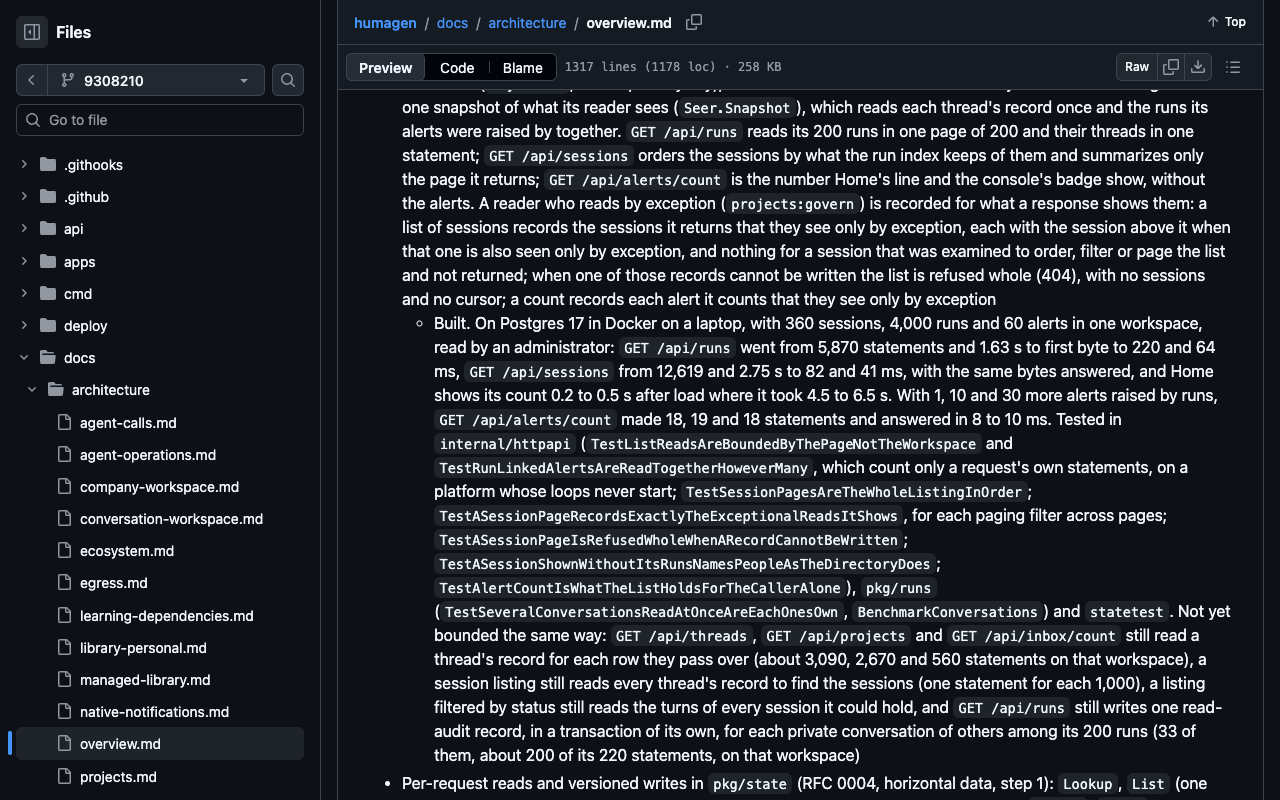 Files
9308210
Go to file
.githooks
.github
api
apps
cmd
deploy
docs
architecture
agent-calls.md
agent-operations.md
company-workspace.md
conversation-workspace.md
ecosystem.md
egress.md
learning-dependencies.md
library-personal.md
managed-library.md
native-notifications.md
overview.md
projects.md
humagen / docs / architecture / overview.md
Top
Preview Code Blame 1317 lines (1178 loc) · 258 KB
Raw
one snapshot of what its reader sees ( Seer.Snapshot ), which reads each thread's record once and the runs its
alerts were raised by together. GET /api/runs reads its 200 runs in one page of 200 and their threads in one
statement; GET /api/sessions orders the sessions by what the run index keeps of them and summarizes only
the page it returns; GET /api/alerts/count is the number Home's line and the console's badge show, without
the alerts. A reader who reads by exception ( projects:govern ) is recorded for what a response shows them: a
list of sessions records the sessions it returns that they see only by exception, each with the session above it when
that one is also seen only by exception, and nothing for a session that was examined to order, filter or page the list
and not returned; when one of those records cannot be written the list is refused whole (404), with no sessions
and no cursor; a count records each alert it counts that they see only by exception
Built. On Postgres 17 in Docker on a laptop, with 360 sessions, 4,000 runs and 60 alerts in one workspace,
read by an administrator: GET /api/runs went from 5,870 statements and 1.63 s to first byte to 220 and 64
ms, GET /api/sessions from 12,619 and 2.75 s to 82 and 41 ms, with the same bytes answered, and Home
shows its count 0.2 to 0.5 s after load where it took 4.5 to 6.5 s. With 1, 10 and 30 more alerts raised by runs,
GET /api/alerts/count made 18, 19 and 18 statements and answered in 8 to 10 ms. Tested in
internal/httpapi ( TestListReadsAreBoundedByThePageNotTheWorkspace and
TestRunLinkedAlertsAreReadTogetherHoweverMany , which count only a request's own statements, on a
platform whose loops never start; TestSessionPagesAreTheWholeListingInOrder ;
TestASessionPageRecordsExactlyTheExceptionalReadsItShows , for each paging filter across pages;
TestASessionPageIsRefusedWholeWhenARecordCannotBeWritten ;
TestASessionShownWithoutItsRunsNamesPeopleAsTheDirectoryDoes ;
TestAlertCountIsWhatTheListHoldsForTheCallerAlone ), pkg/runs
( TestSeveralConversationsReadAtOnceAreEachOnesOwn , BenchmarkConversations ) and statetest . Not yet
bounded the same way: GET /api/threads , GET /api/projects and GET /api/inbox/count still read a
thread's record for each row they pass over (about 3,090, 2,670 and 560 statements on that workspace), a
session listing still reads every thread's record to find the sessions (one statement for each 1,000), a listing
filtered by status still reads the turns of every session it could hold, and GET /api/runs still writes one read-
audit record, in a transaction of its own, for each private conversation of others among its 200 runs (33 of
them, about 200 of its 220 statements, on that workspace)
Per-request reads and versioned writes in pkg/state (RFC 0004, horizontal data, step 1): Lookup , List (one